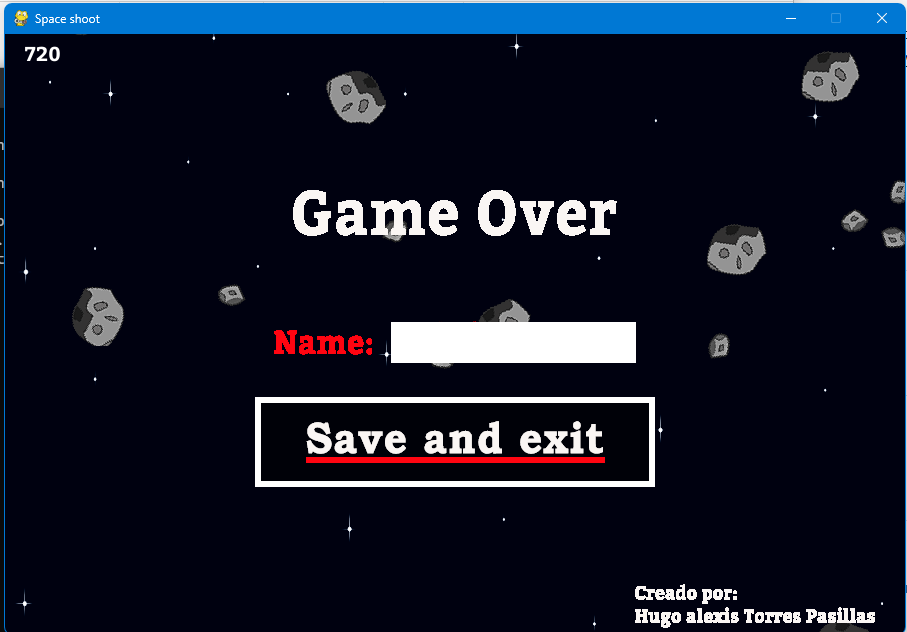 Space shoot
720
Game Over
Name:
Save and exit
Creado por:
Hugo alexis Torres Pasillas